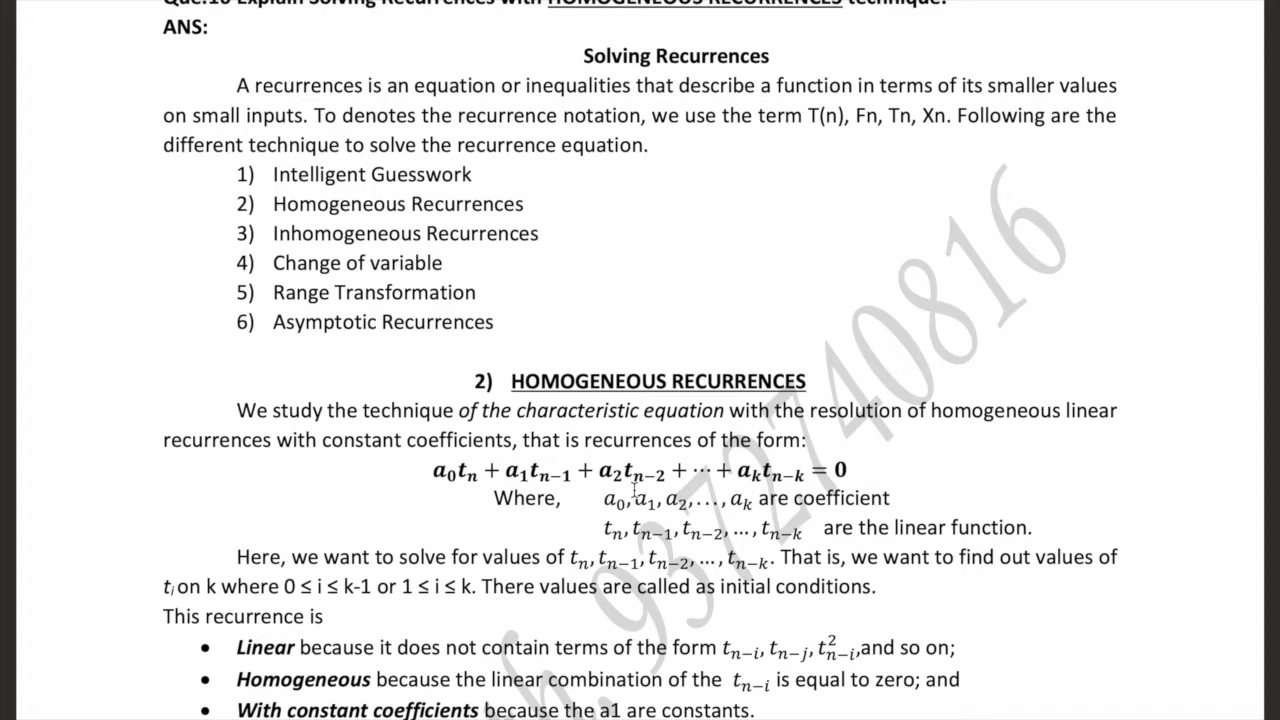 Que:10 Explain Solving Recurrences with HOMOGENEOUS RECURRENCES technique.
ANS:
Solving Recurrences
A recurrences is an equation or inequalities that describe a function in terms of its smaller values
on small inputs. To denotes the recurrence notation, we use the term T(n), Fn, Tn, Xn. Following are the
different technique to solve the recurrence equation.
1) Intelligent Guesswork
2) Homogeneous Recurrences
3) Inhomogeneous Recurrences
4) Change of variable
5) Range Transformation
6) Asymptotic Recurrences
2) HOMOGENEOUS RECURRENCES
We study the technique of the characteristic equation with the resolution of homogeneous linear
recurrences with constant coefficients, that is recurrences of the form:
a₀tₙ + a₁tₙ₋₁ + a₂tₙ₋₂ + ⋯ + aₖtₙ₋ₖ = 0
Where, a₀, a₁, a₂, …, aₖ are coefficient
tₙ, tₙ₋₁, tₙ₋₂, …, tₙ₋ₖ are the linear function.
Here, we want to solve for values of tₙ, tₙ₋₁, tₙ₋₂, …, tₙ₋ₖ. That is, we want to find out values of
tᵢ on k where 0 ≤ i ≤ k-1 or 1 ≤ i ≤ k. There values are called as initial conditions.
This recurrence is
• Linear because it does not contain terms of the form tₙ₋ᵢ, tₙ₋ⱼ, t²ₙ₋ᵢ,and so on;
• Homogeneous because the linear combination of the tₙ₋ᵢ is equal to zero; and
• With constant coefficients because the a1 are constants.
h. 9372740816